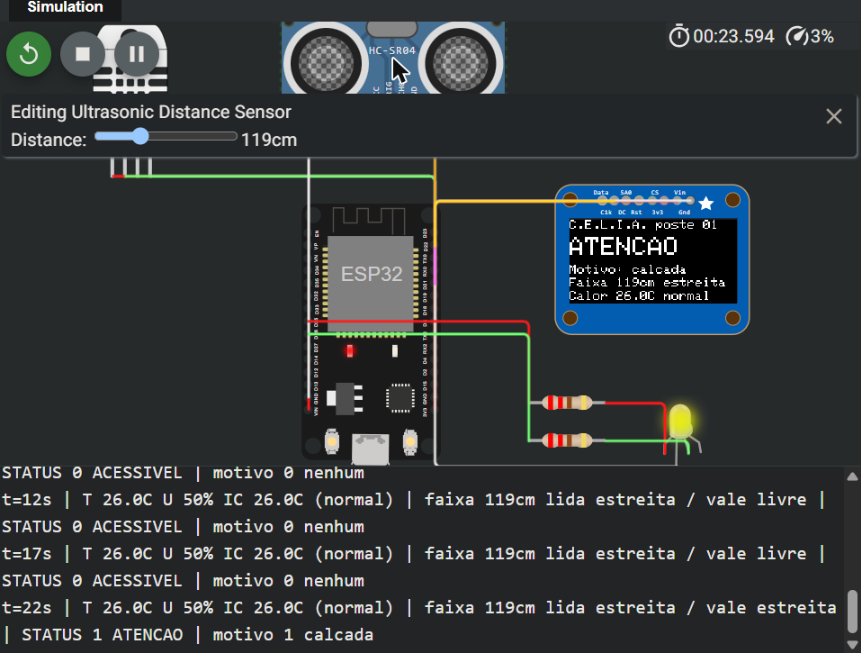 Simulation
00:23.594 3%
HC-SR04
Editing Ultrasonic Distance Sensor
Distance: 119cm
Data SA0 CS Vin
Clk DC Rst 3v3 Gnd
C.E.L.I.A. poste 01
ATENCAO
Motivo: calcada
Faixa 119cm estreita
Calor 26.0C normal
ESP32
STATUS 0 ACESSIVEL | motivo 0 nenhum
t=12s | T 26.0C U 50% IC 26.0C (normal) | faixa 119cm lida estreita / vale livre |
STATUS 0 ACESSIVEL | motivo 0 nenhum
t=17s | T 26.0C U 50% IC 26.0C (normal) | faixa 119cm lida estreita / vale livre |
STATUS 0 ACESSIVEL | motivo 0 nenhum
t=22s | T 26.0C U 50% IC 26.0C (normal) | faixa 119cm lida estreita / vale estreita
| STATUS 1 ATENCAO | motivo 1 calcada